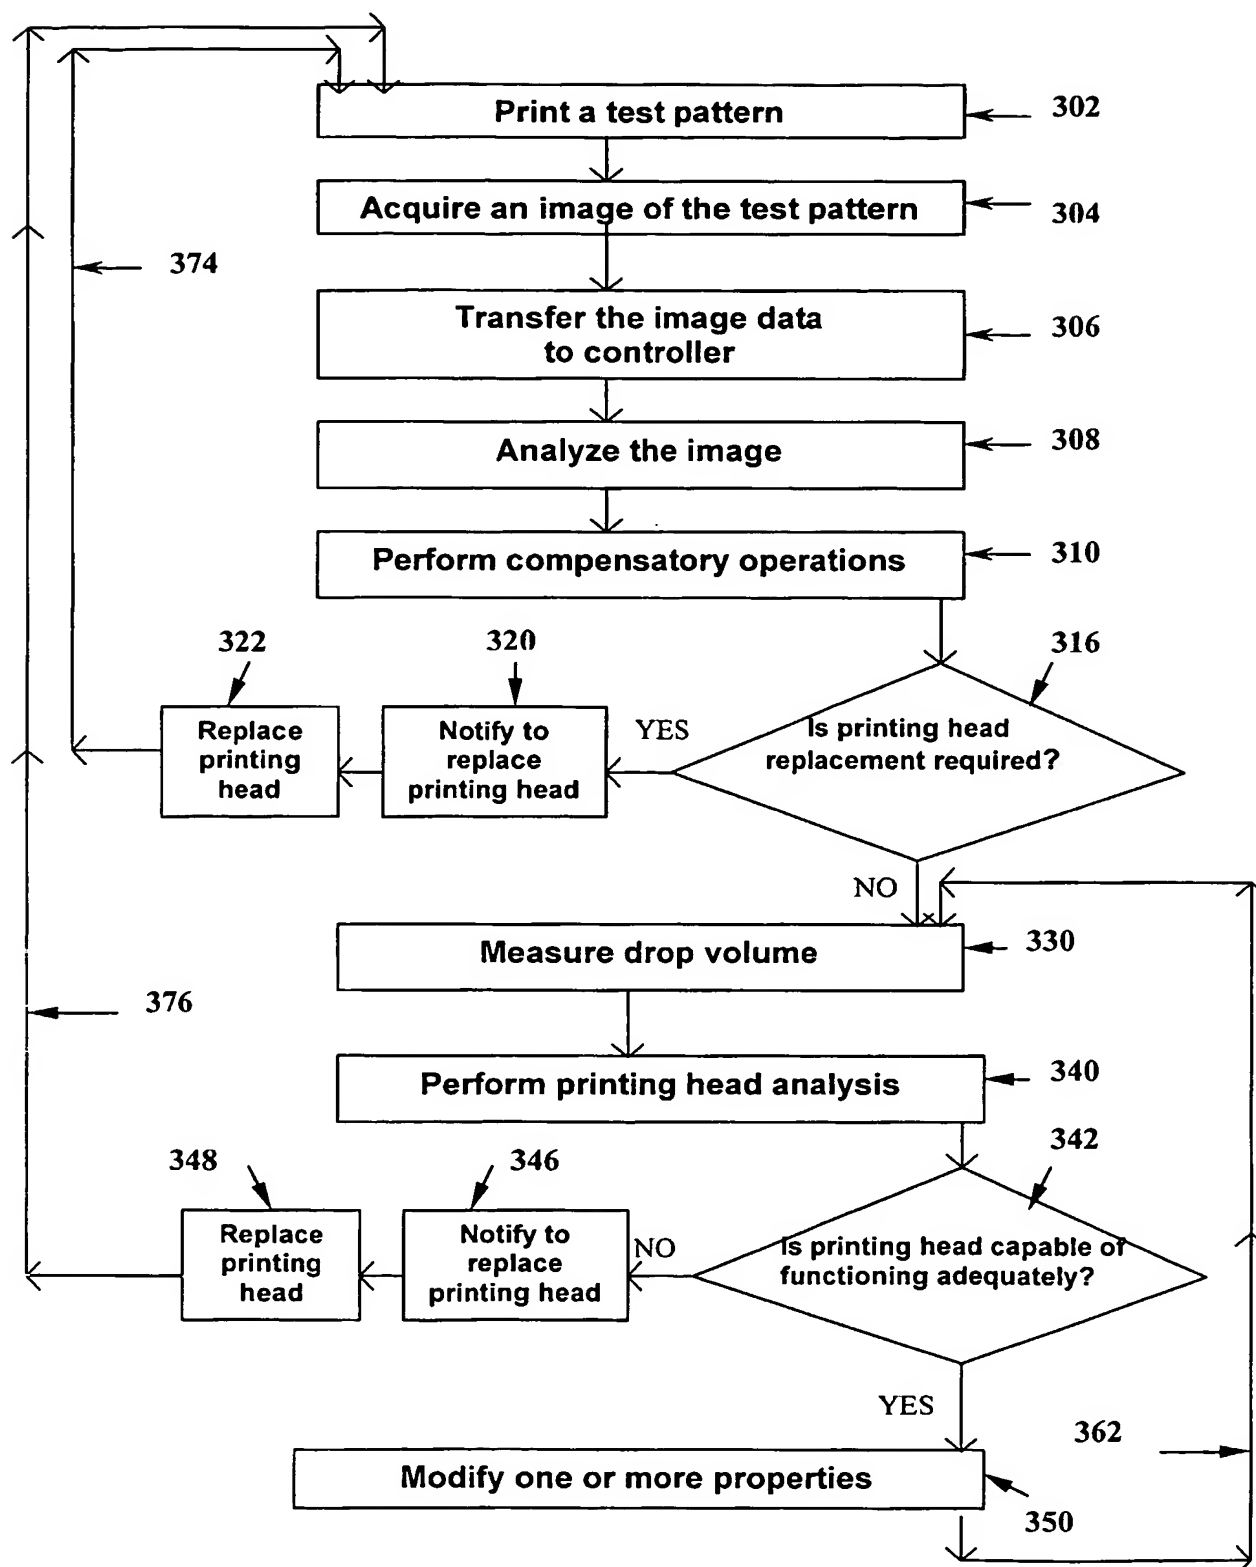 Print a test pattern
302
Acquire an image of the test pattern
304
374
Transfer the image data
to controller
306
Analyze the image
308
Perform compensatory operations
310
322
320
316
Replace
printing
head
Notify to
replace
printing head
YES
Is printing head
replacement required?
NO
Measure drop volume
330
376
Perform printing head analysis
340
342
348
346
Replace
printing
head
Notify to
replace
printing head
NO
Is printing head capable of
functioning adequately?
YES
362
Modify one or more properties
350